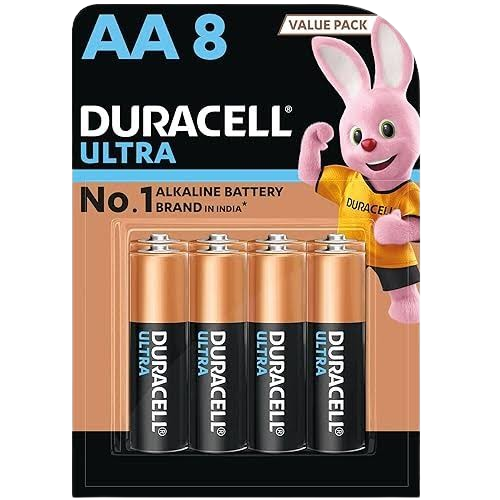 AA 8
VALUE PACK
DURACELL®
ULTRA
No.1 ALKALINE BATTERY
BRAND IN INDIA*
DURACELL
DURACELL®
ULTRA
DURACELL®
ULTRA
DURACELL®
ULTRA
DURACELL®
ULTRA